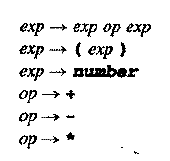 exp → exp op exp
exp → ( exp )
exp → number
op → +
op → -
op → *